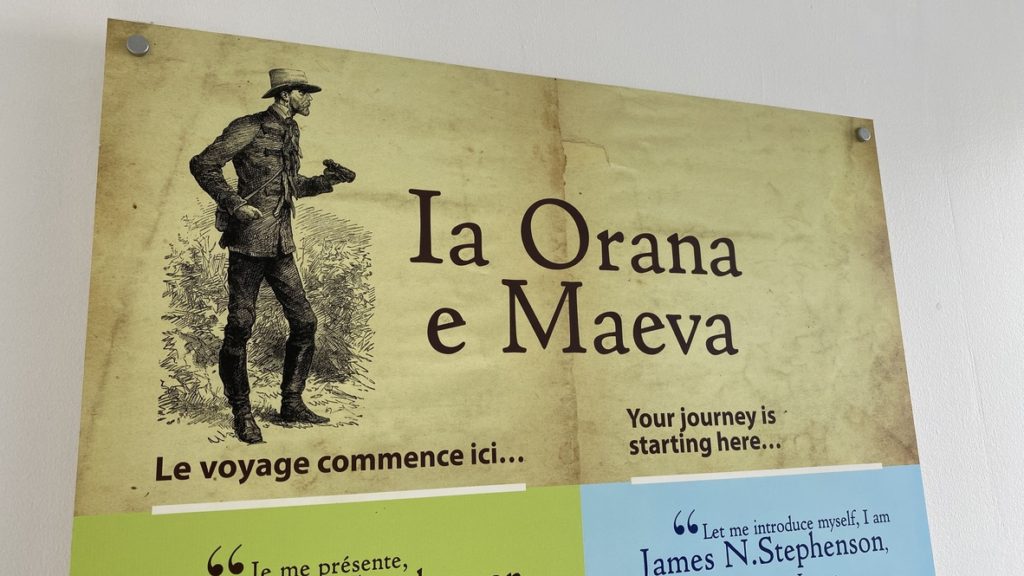 Ia Orana
e Maeva
Le voyage commence ici...
Your journey is
starting here...
“ Je me présente,
“ Let me introduce myself, I am
James N.Stephenson,